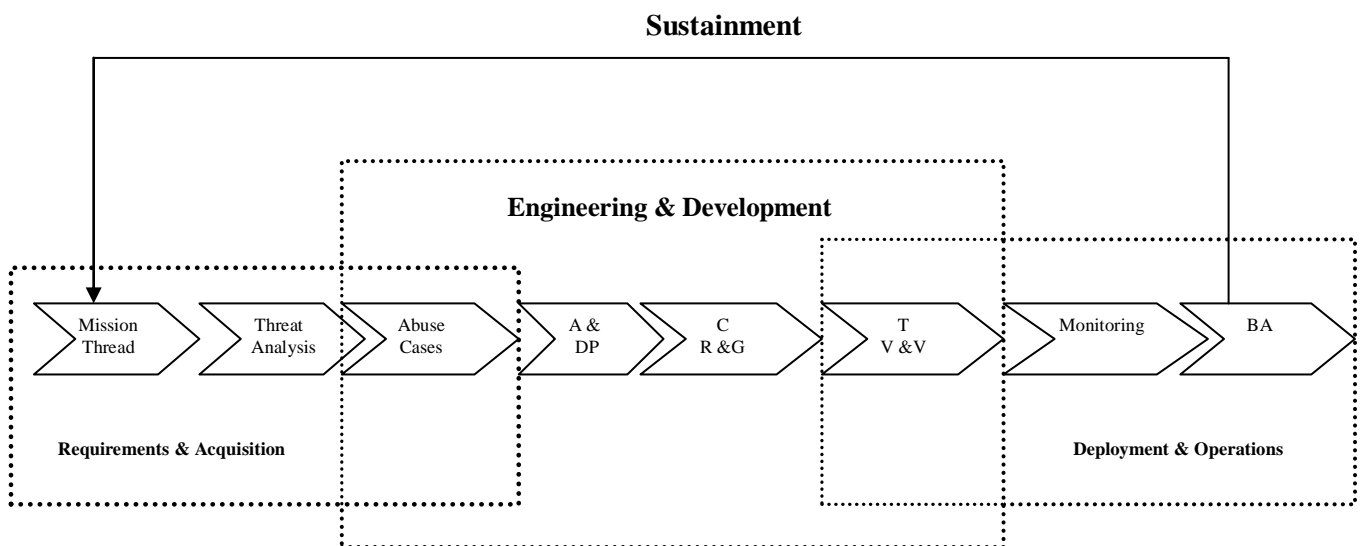 Sustainment
Engineering & Development
Mission
Thread
Threat
Analysis
Abuse
Cases
A &
DP
C
R &G
T
V &V
Monitoring
BA
Requirements & Acquisition
Deployment & Operations